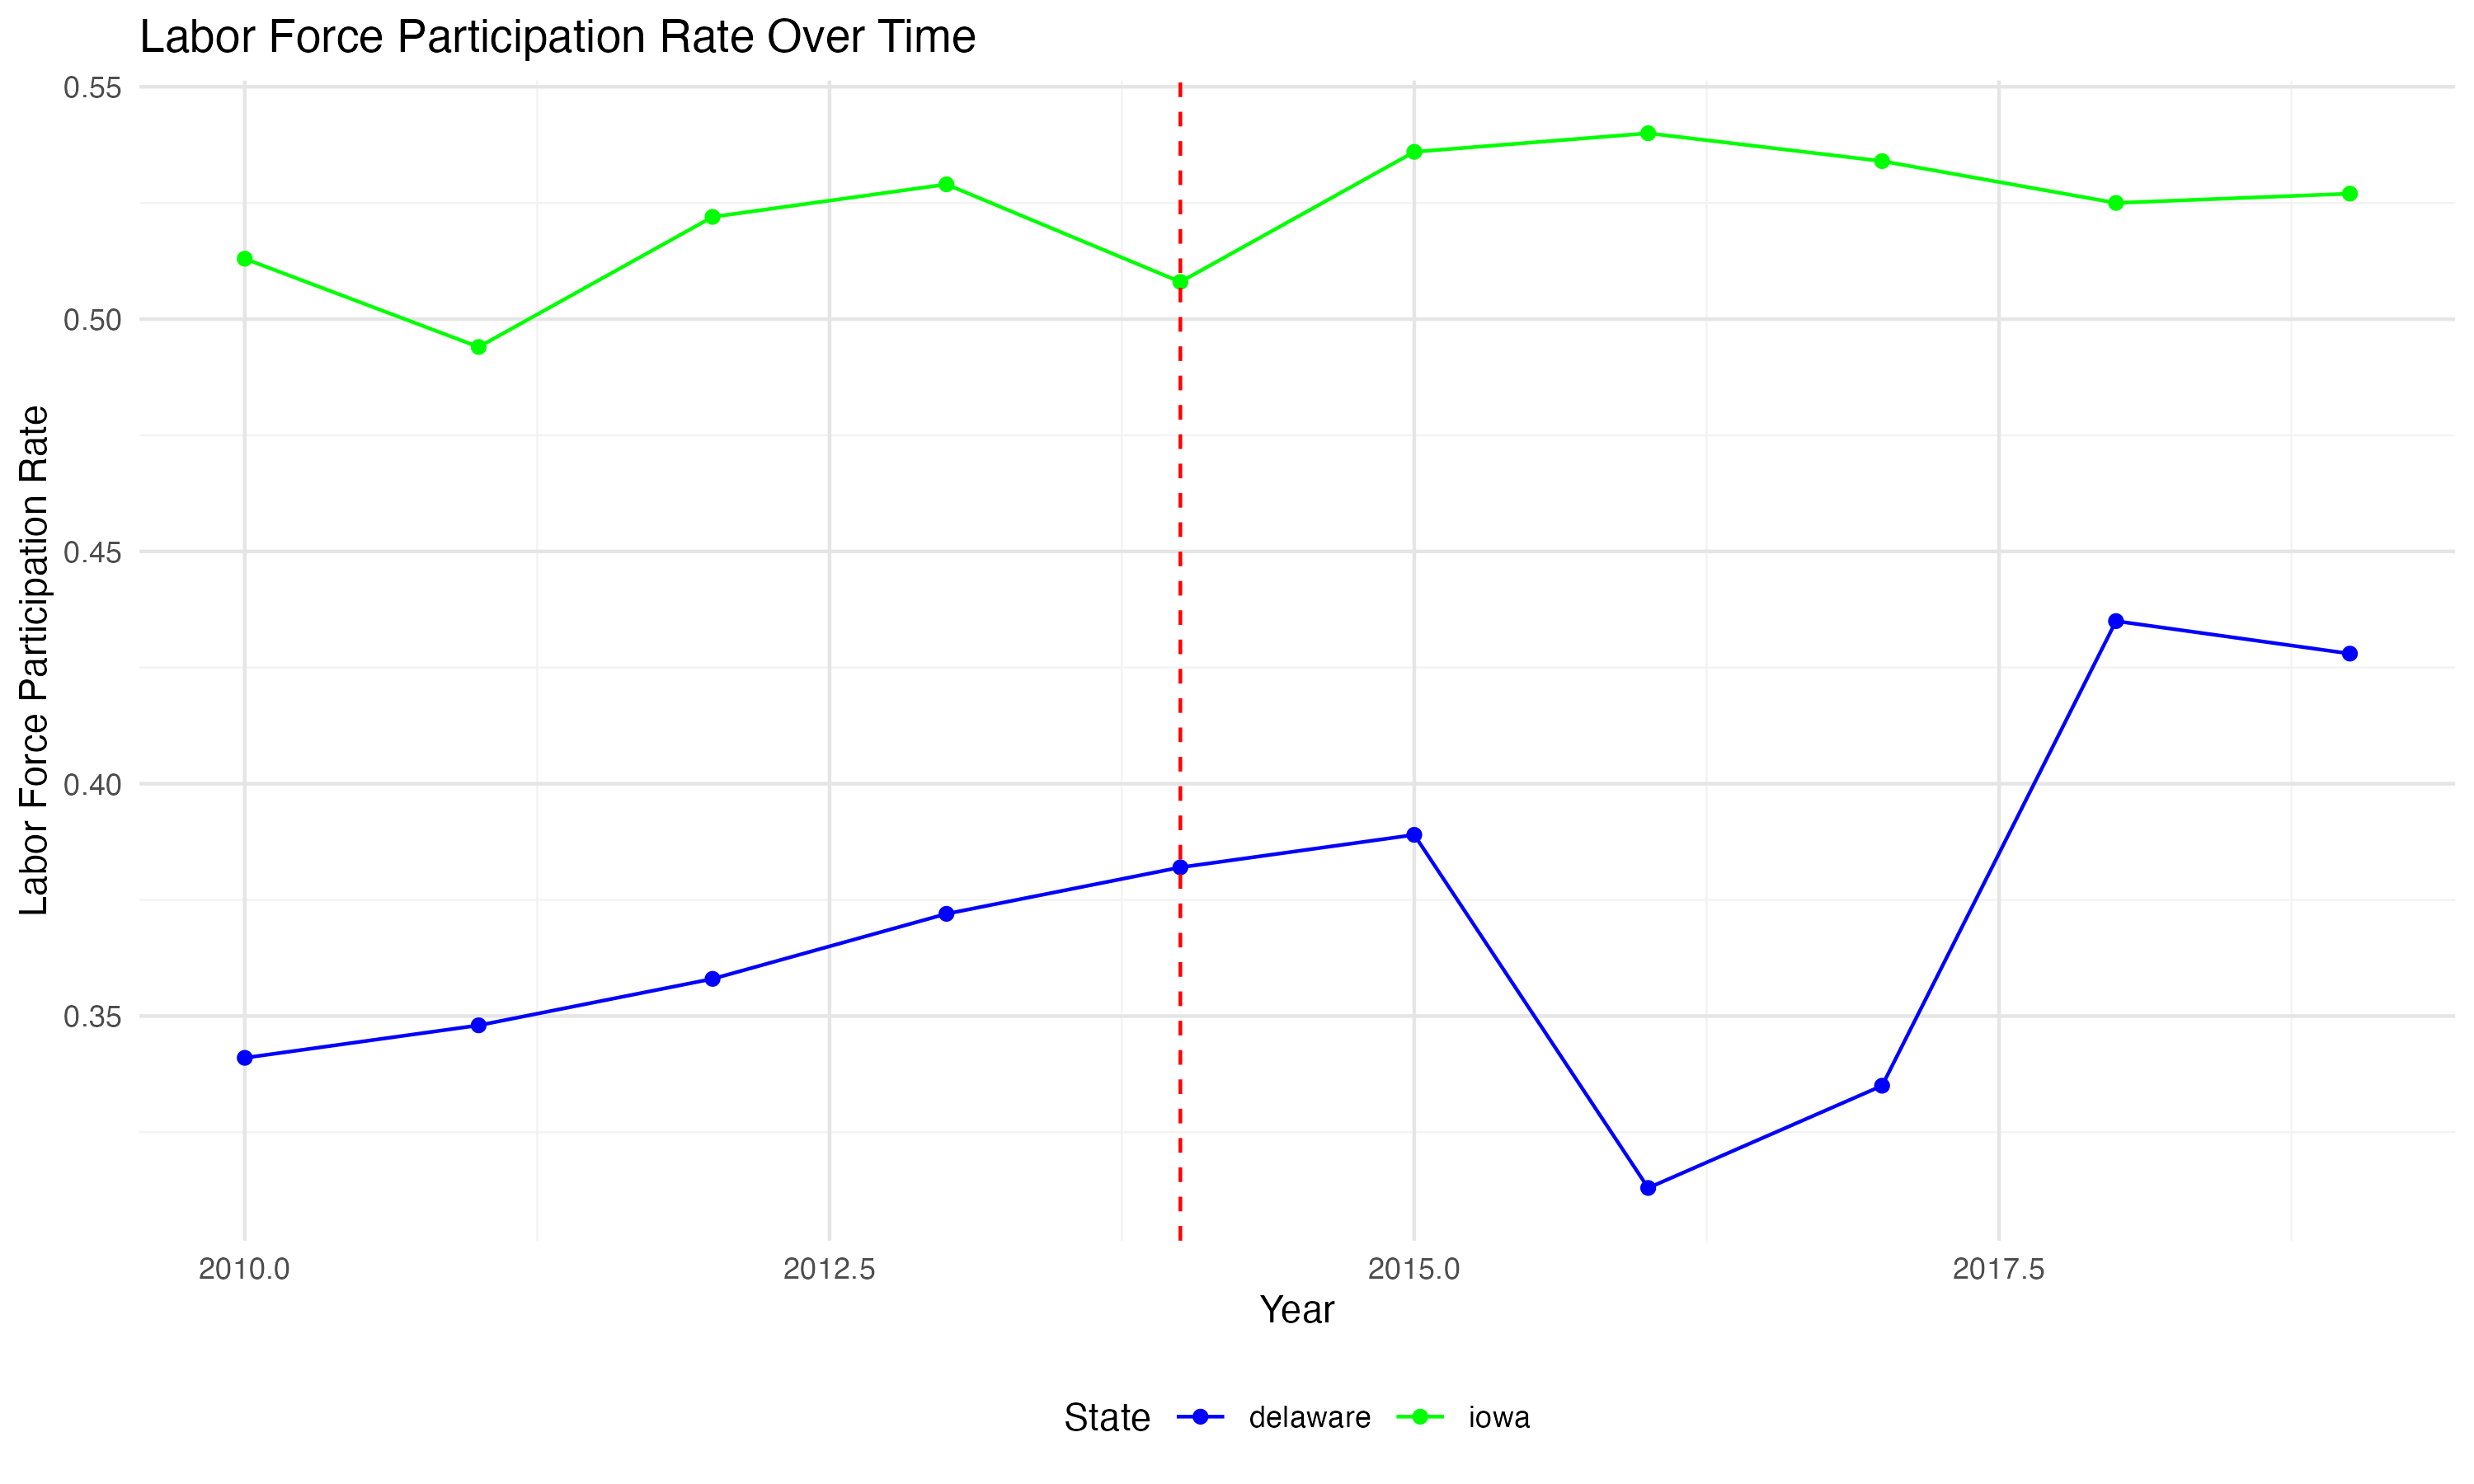 Labor Force Participation Rate Over Time
Labor Force Participation Rate
0.55
0.50
0.45
0.40
0.35
2010.0 2012.5 2015.0 2017.5
Year
State delaware iowa